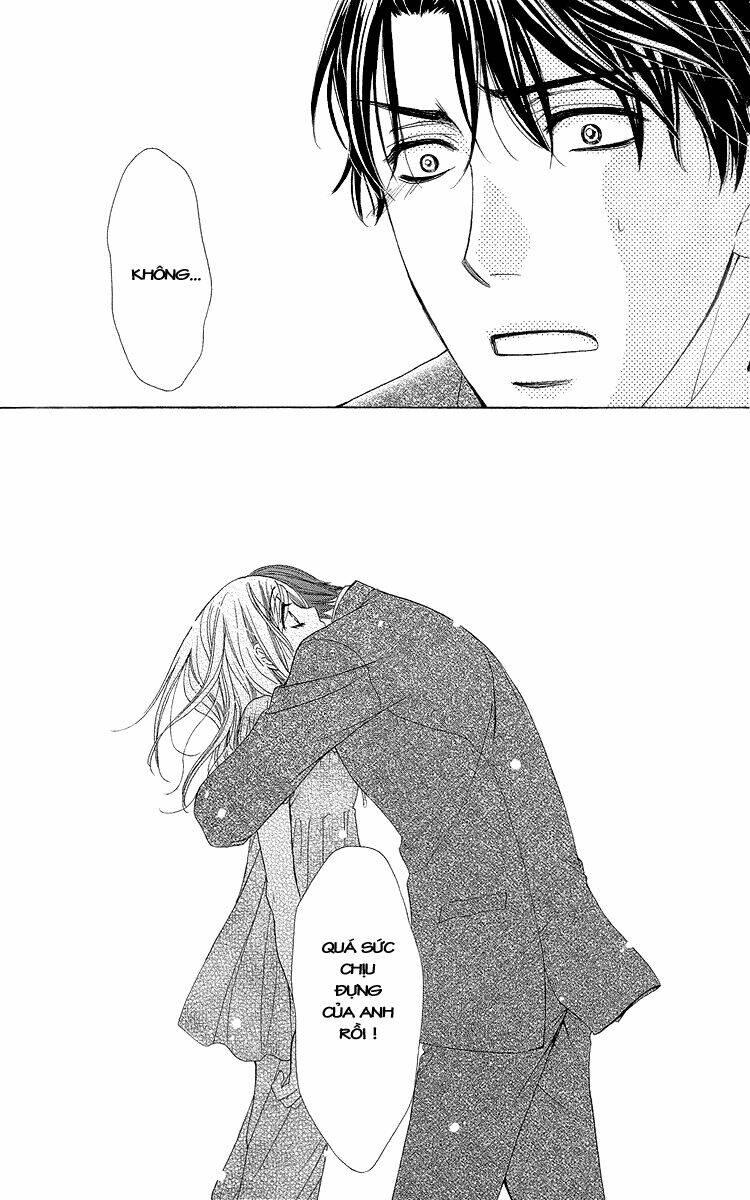 KHÔNG...
QUÁ SỨC
CHỊU
ĐỰNG
CỦA ANH
RỒI !